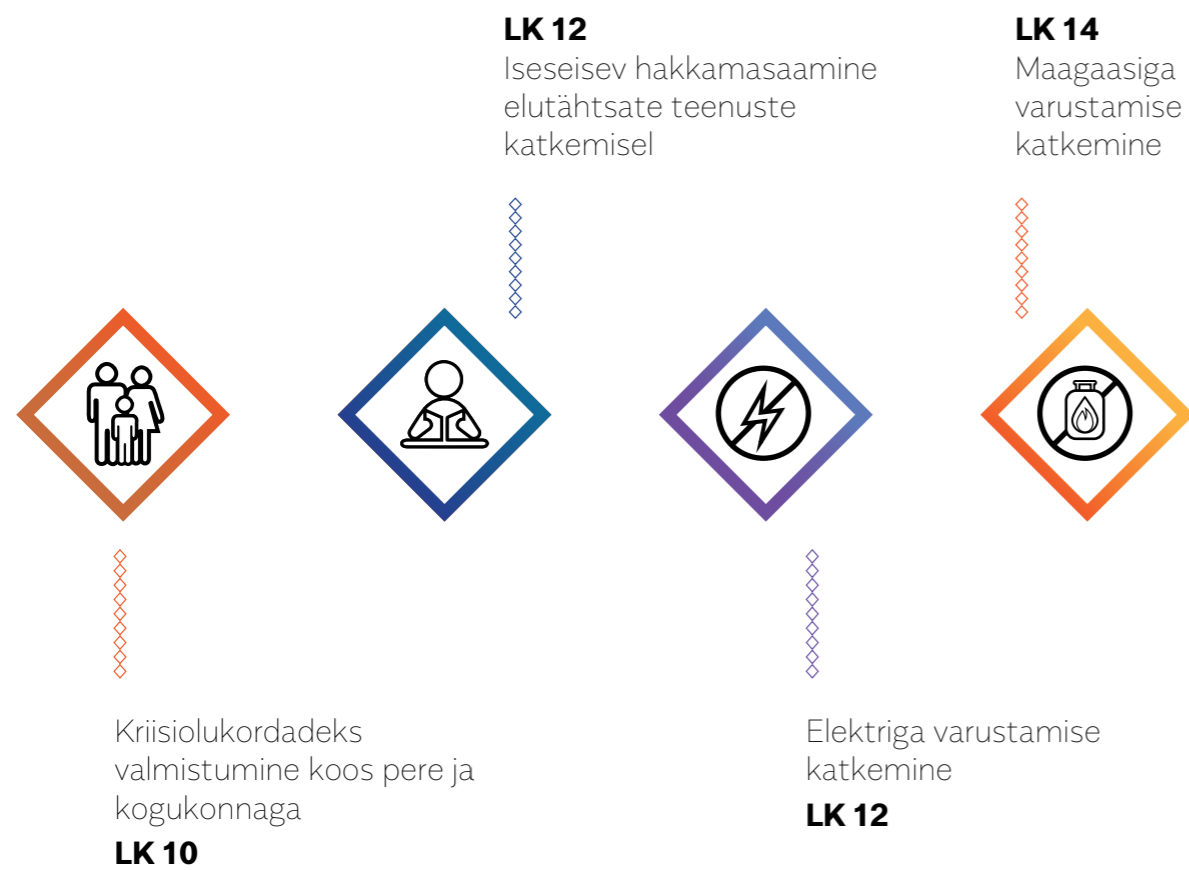 LK 12
Iseseisev hakkamasaamine
elutähtsate teenuste
katkemisel
LK 14
Maagaasiga
varustamise
katkemine
Kriisiolukordadeks
valmistumine koos pere ja
kogukonnaga
LK 10
Elektriga varustamise
katkemine
LK 12